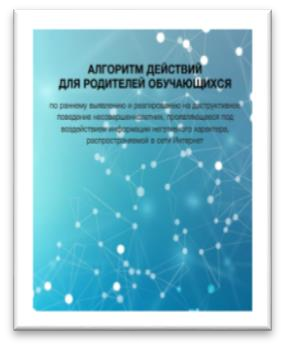 АЛГОРИТМ ДЕЙСТВИЙ
ДЛЯ РОДИТЕЛЕЙ ОБУЧАЮЩИХСЯ
по раннему выявлению и реагированию на деструктивное
поведение несовершеннолетних, проявляющееся под
воздействием информации негативного характера,
распространяемой в сети Интернет